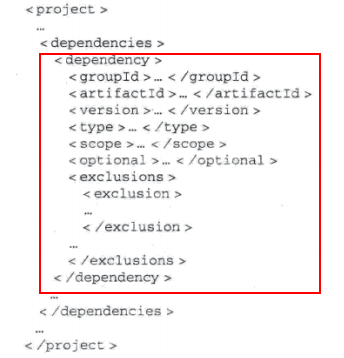 <project>
…
<dependencies>
<dependency>
<groupId>… </groupId>
<artifactId>… </artifactId>
<version>… </version>
<type>… </type>
<scope>… </scope>
<optional>… </optional>
<exclusions>
<exclusion>
…
</exclusion>
…
</exclusions>
</dependency>
…
</dependencies>
…
</project>